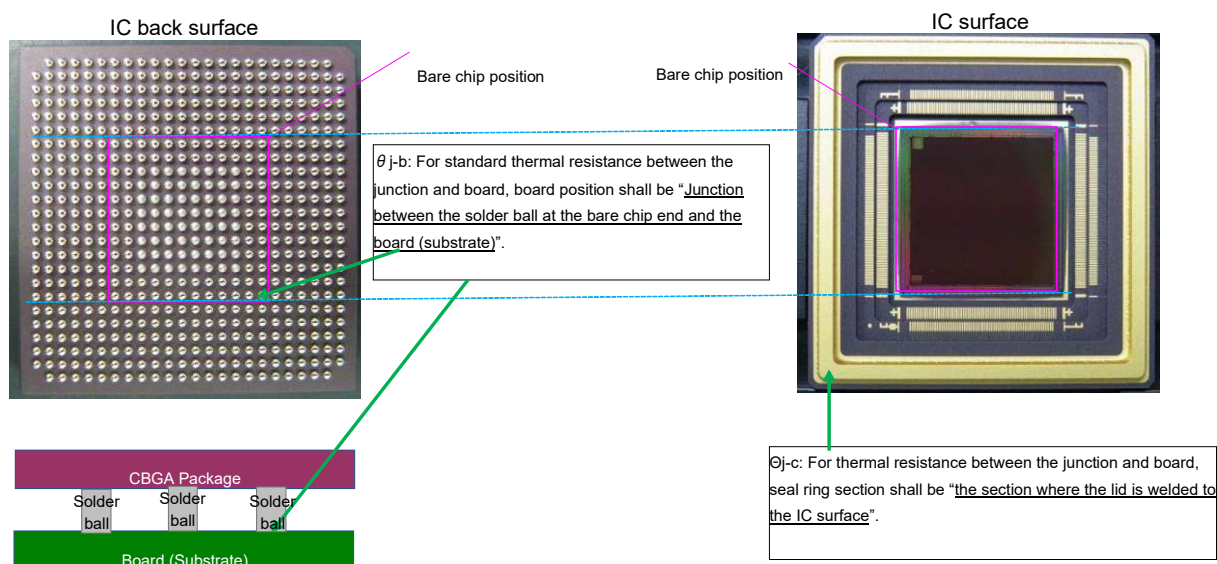 IC back surface
IC surface
Bare chip position
Bare chip position
θ j-b: For standard thermal resistance between the
junction and board, board position shall be “Junction
between the solder ball at the bare chip end and the
board (substrate)”.
CBGA Package
Solder
ball
Solder
ball
Solder
ball
Board (Substrate)
Θj-c: For thermal resistance between the junction and board,
seal ring section shall be “the section where the lid is welded to
the IC surface”.